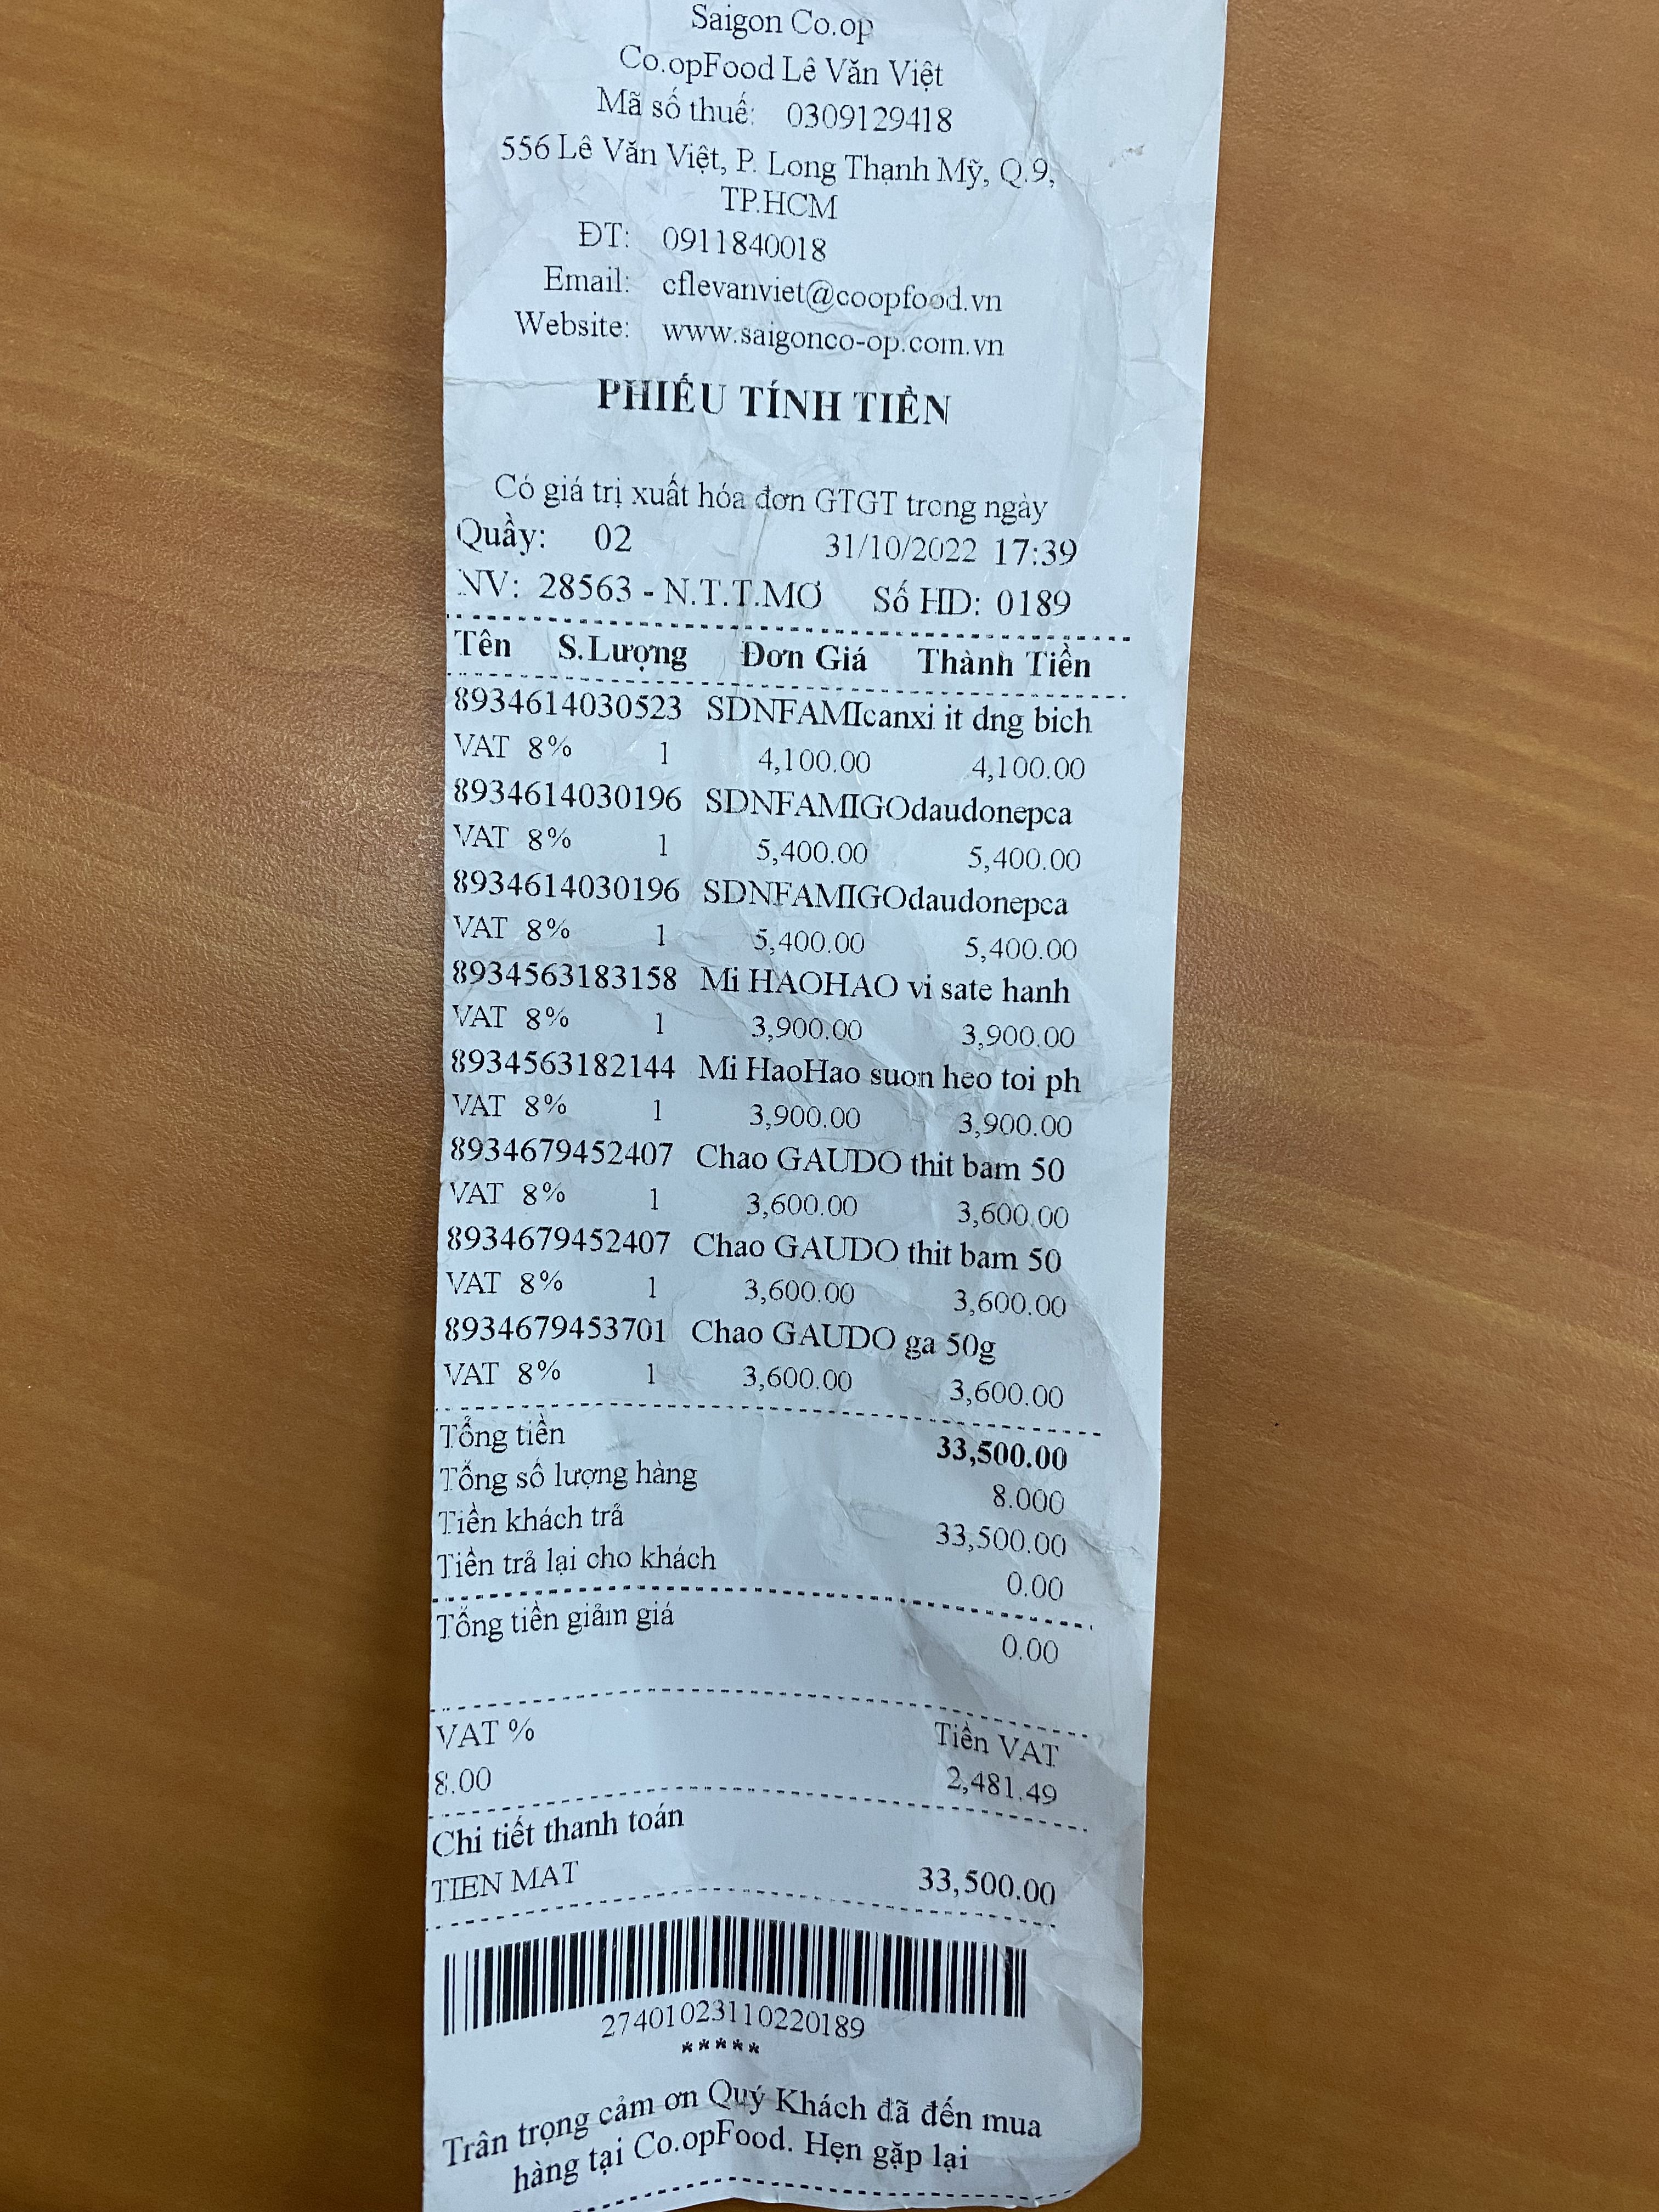 Saigon Co.op
Co.opFood Lê Văn Việt
Mã số thuế: 0309129418
556 Lê Văn Việt, P. Long Thạnh Mỹ, Q.9,
TP.HCM
ĐT: 0911840018
Email: cflevanviet@coopfood.vn
Website: www.saigonco-op.com.vn
PHIẾU TÍNH TIỀN
Có giá trị xuất hóa đơn GTGT trong ngày
Quầy: 02 31/10/2022 17:39
NV: 28563 - N.T.T.MƠ Số HD: 0189
Tên S.Lượng Đơn Giá Thành Tiền
8934614030523 SDNFAMIcanxi it dng bich
VAT 8% 1 4,100.00 4,100.00
8934614030196 SDNFAMIGOdaudonepca
VAT 8% 1 5,400.00 5,400.00
8934614030196 SDNFAMIGOdaudonepca
VAT 8% 1 5,400.00 5,400.00
8934563183158 Mi HAOHAO vi sate hanh
VAT 8% 1 3,900.00 3,900.00
8934563182144 Mi HaoHao suon heo toi ph
VAT 8% 1 3,900.00 3,900.00
8934679452407 Chao GAUDO thit bam 50
VAT 8% 1 3,600.00 3,600.00
8934679452407 Chao GAUDO thit bam 50
VAT 8% 1 3,600.00 3,600.00
8934679453701 Chao GAUDO ga 50g
VAT 8% 1 3,600.00 3,600.00
Tổng tiền 33,500.00
Tổng số lượng hàng 8.000
Tiền khách trả 33,500.00
Tiền trả lại cho khách 0.00
Tổng tiền giảm giá 0.00
VAT % Tiền VAT
8.00 2,481.49
Chi tiết thanh toán
TIEN MAT 33,500.00
27401023110220189
*****
Trân trọng cảm ơn Quý Khách đã đến mua
hàng tại Co.opFood. Hẹn gặp lại